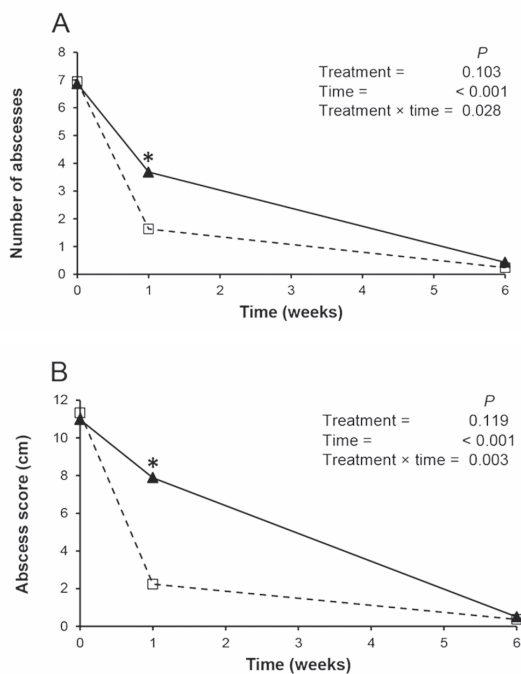 A
P
Treatment = 0.103
Time = < 0.001
Treatment × time = 0.028
*
Number of abscesses
8
7
6
5
4
3
2
1
0
0 1 2 3 4 5 6
Time (weeks)
B
P
Treatment = 0.119
Time = < 0.001
Treatment × time = 0.003
*
Abscess score (cm)
12
10
8
6
4
2
0
0 1 2 3 4 5 6
Time (weeks)